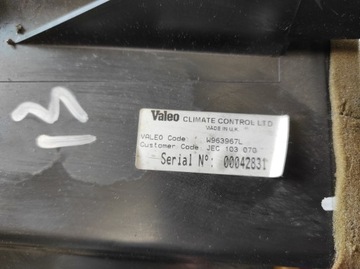 Valeo CLIMATE CONTROL LTD
MADE IN U.K.
VALEO Code: W963967L
Customer Code: JEC 103 070
Serial Nº: 00042831